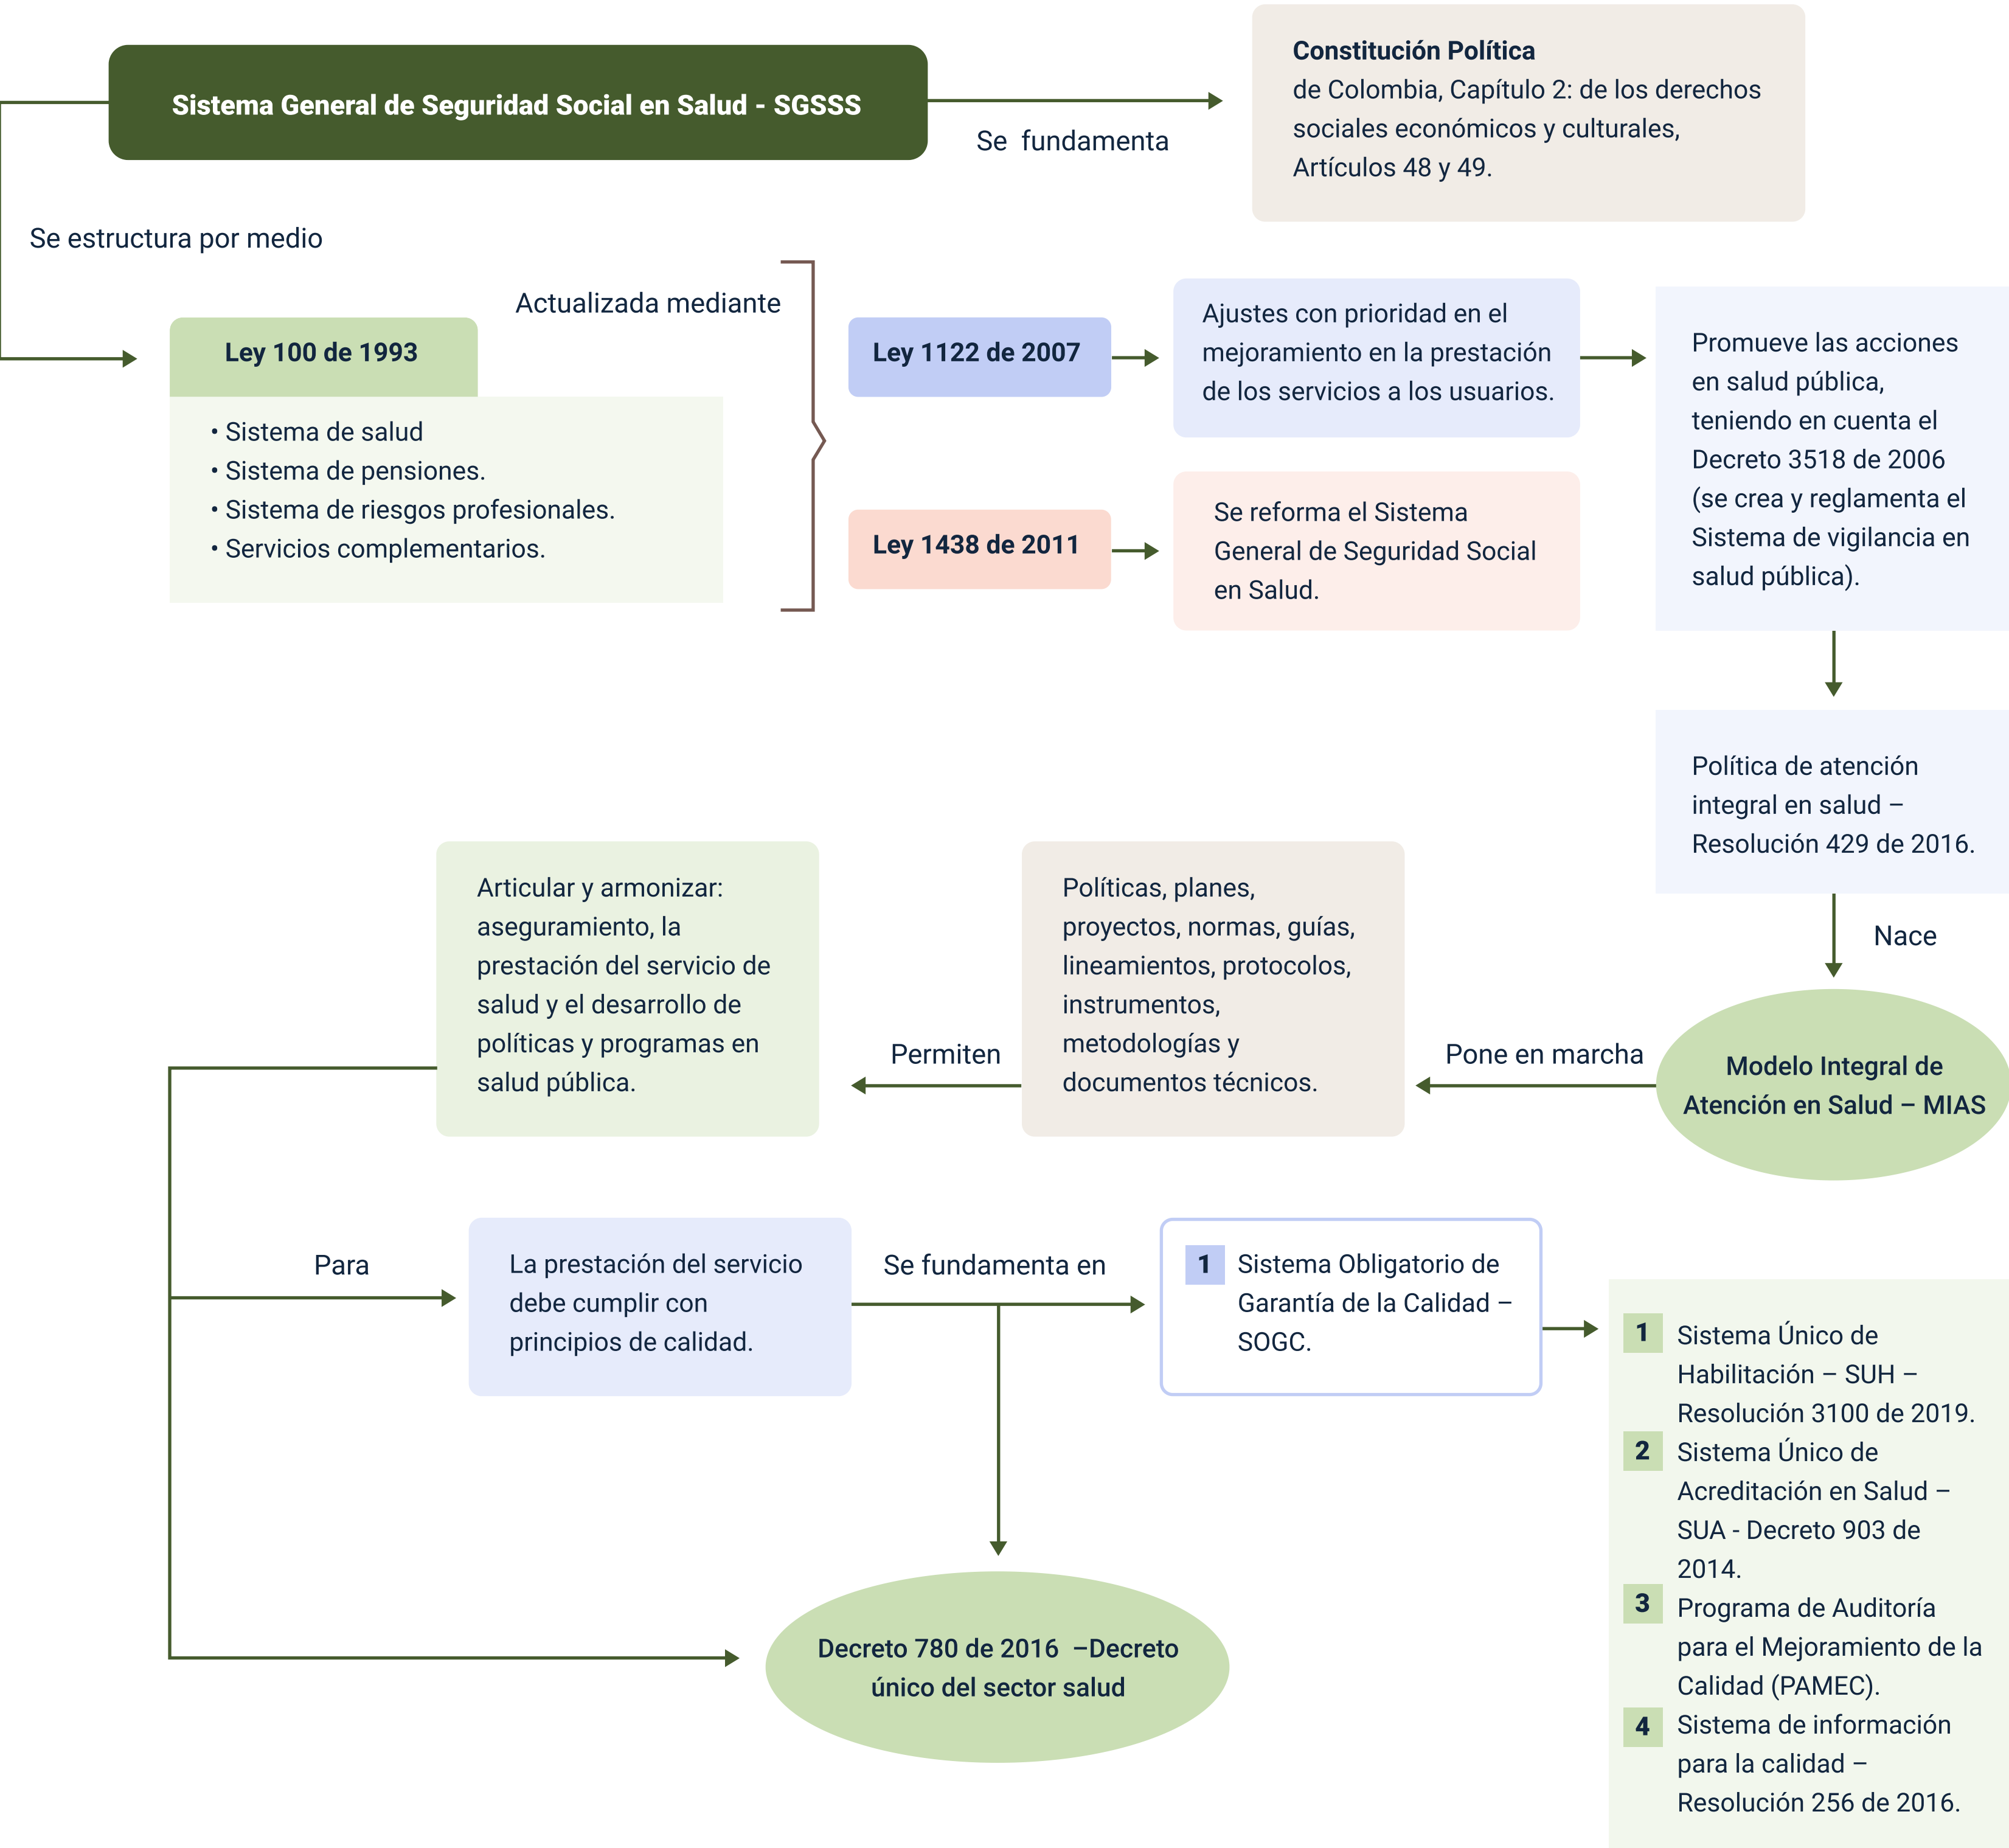 Sistema General de Seguridad Social en Salud - SGSSS
Se fundamenta
Constitución Política
de Colombia, Capítulo 2: de los derechos
sociales económicos y culturales,
Artículos 48 y 49.
Se estructura por medio
Ley 100 de 1993
• Sistema de salud
• Sistema de pensiones.
• Sistema de riesgos profesionales.
• Servicios complementarios.
Actualizada mediante
Ley 1122 de 2007
Ajustes con prioridad en el
mejoramiento en la prestación
de los servicios a los usuarios.
Ley 1438 de 2011
Se reforma el Sistema
General de Seguridad Social
en Salud.
Promueve las acciones
en salud pública,
teniendo en cuenta el
Decreto 3518 de 2006
(se crea y reglamenta el
Sistema de vigilancia en
salud pública).
Política de atención
integral en salud –
Resolución 429 de 2016.
Nace
Modelo Integral de
Atención en Salud – MIAS
Pone en marcha
Políticas, planes,
proyectos, normas, guías,
lineamientos, protocolos,
instrumentos,
metodologías y
documentos técnicos.
Permiten
Articular y armonizar:
aseguramiento, la
prestación del servicio de
salud y el desarrollo de
políticas y programas en
salud pública.
Para
La prestación del servicio
debe cumplir con
principios de calidad.
Se fundamenta en
1 Sistema Obligatorio de
Garantía de la Calidad –
SOGC.
1 Sistema Único de
Habilitación – SUH –
Resolución 3100 de 2019.
2 Sistema Único de
Acreditación en Salud –
SUA - Decreto 903 de
2014.
3 Programa de Auditoría
para el Mejoramiento de la
Calidad (PAMEC).
4 Sistema de información
para la calidad –
Resolución 256 de 2016.
Decreto 780 de 2016 –Decreto
único del sector salud